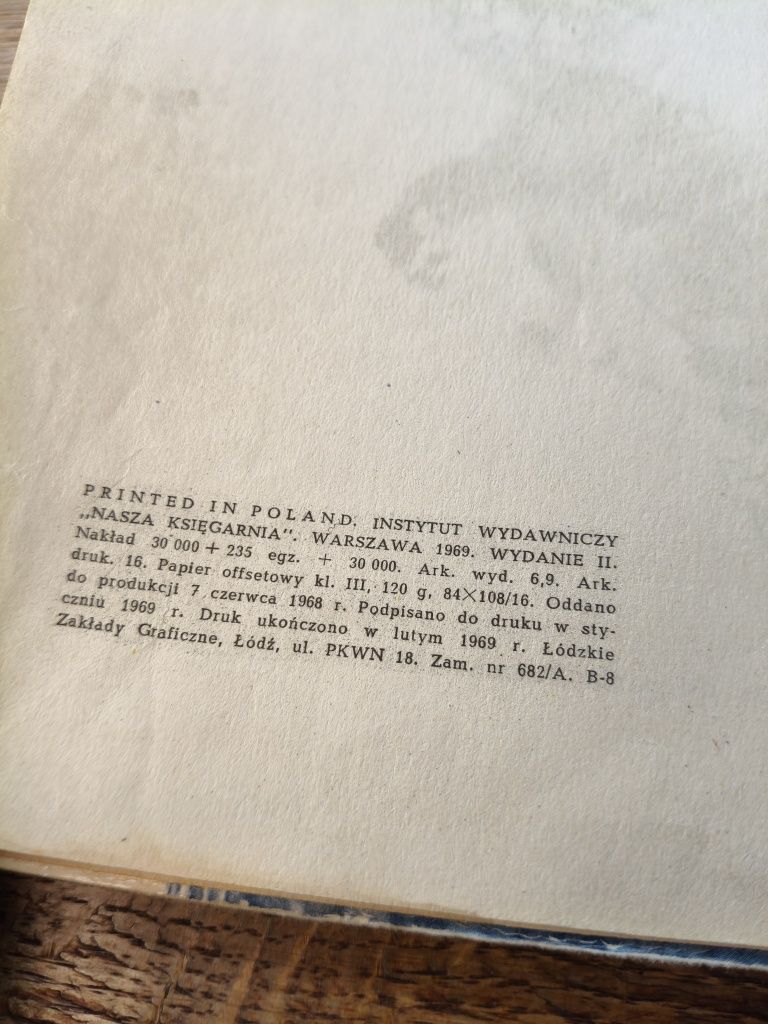 PRINTED IN POLAND. INSTYTUT WYDAWNICZY
„NASZA KSIĘGARNIA”. WARSZAWA 1969. WYDANIE II.
Nakład 30 000 + 235 egz. + 30 000. Ark. wyd. 6,9. Ark.
druk. 16. Papier offsetowy kl. III, 120 g, 84×108/16. Oddano
do produkcji 7 czerwca 1968 r. Podpisano do druku w sty-
czniu 1969 r. Druk ukończono w lutym 1969 r. Łódzkie
Zakłady Graficzne, Łódź, ul. PKWN 18. Zam. nr 682/A. B-8